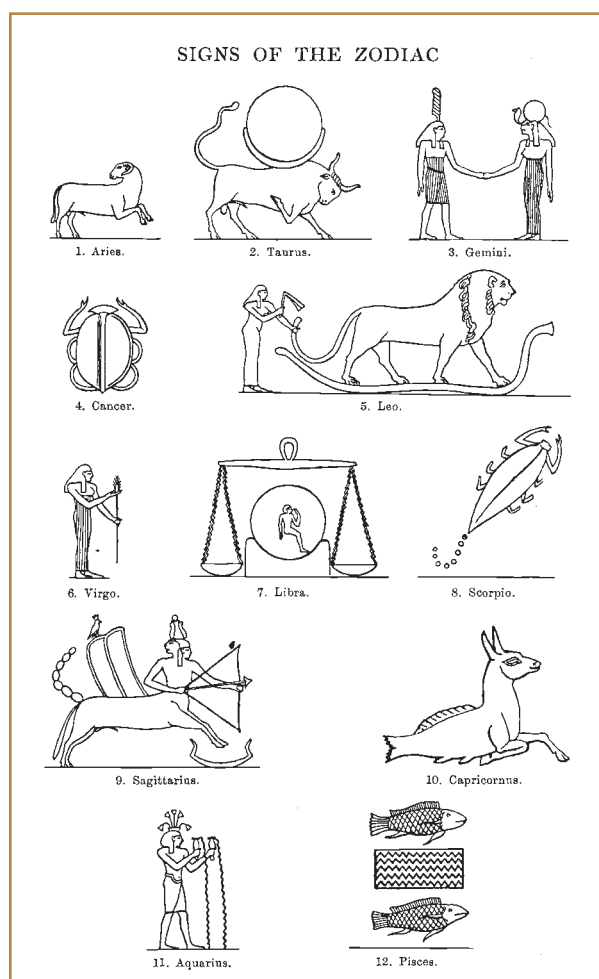 SIGNS OF THE ZODIAC
1. Aries.
2. Taurus.
3. Gemini.
4. Cancer.
5. Leo.
6. Virgo.
7. Libra.
8. Scorpio.
9. Sagittarius.
10. Capricornus.
11. Aquarius.
12. Pisces.